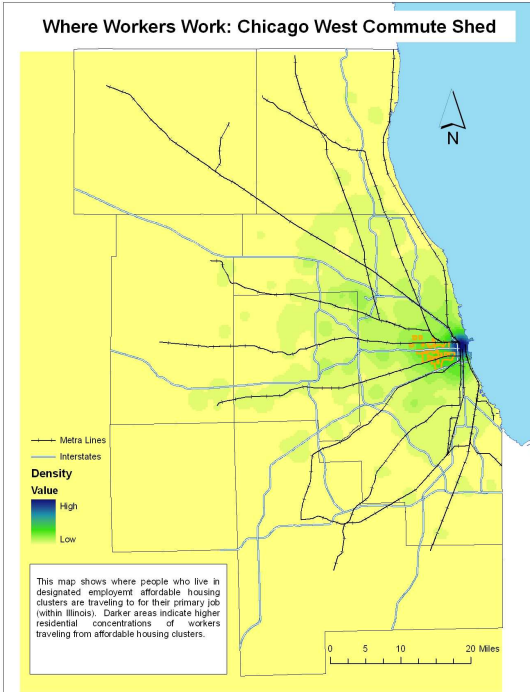 Where Workers Work: Chicago West Commute Shed
N
Metra Lines
Interstates
Density
Value
High
Low
This map shows where people who live in
designated employemt affordable housing
clusters are traveling to for their primary job
(within Illinois). Darker areas indicate higher
residential concentrations of workers
traveling from affordable housing clusters.
0 5 10 20 Miles